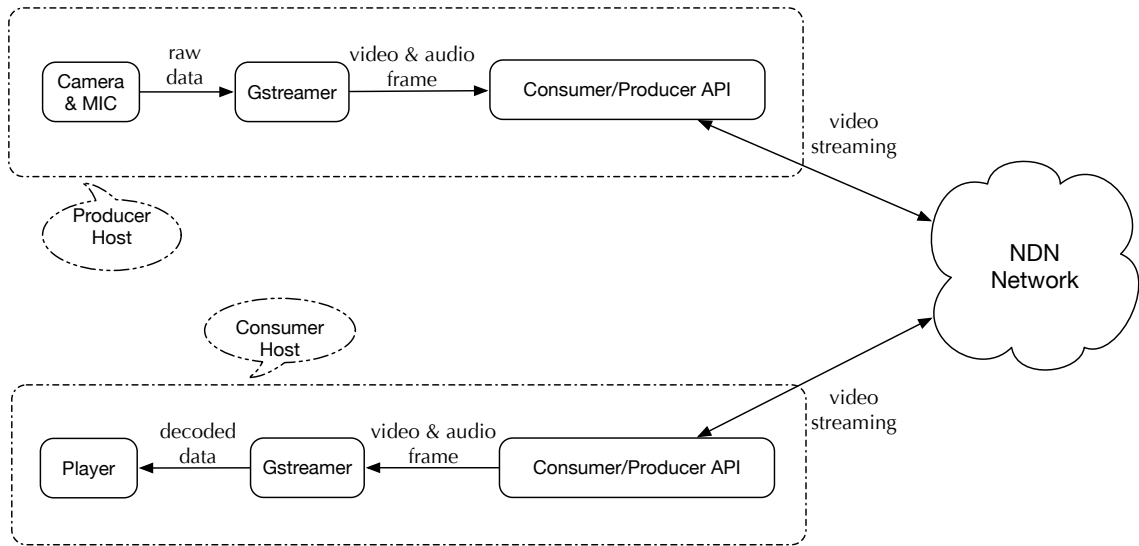 raw
data
video & audio
frame
Camera
& MIC
Gstreamer
Consumer/Producer API
video
streaming
Producer
Host
NDN
Network
Consumer
Host
video
streaming
decoded
data
video & audio
frame
Player
Gstreamer
Consumer/Producer API